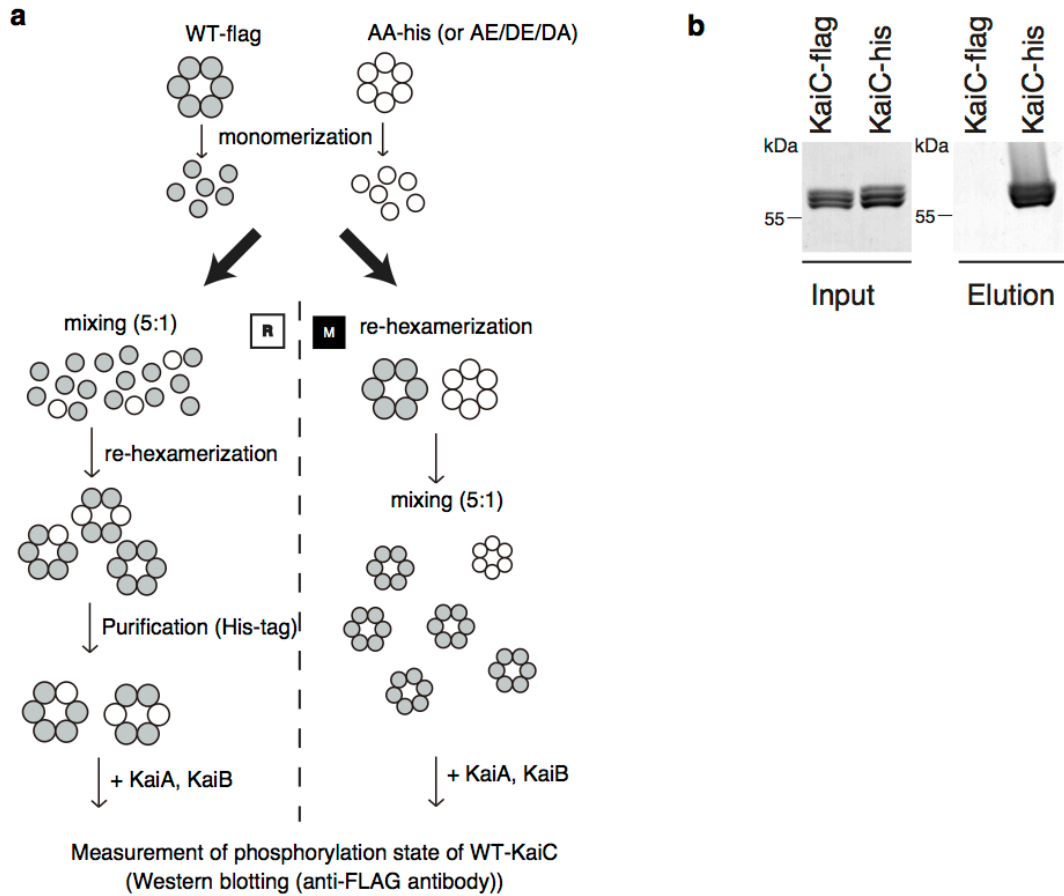 a
WT-flag
AA-his (or AE/DE/DA)
monomerization
mixing (5:1)
R
M
re-hexamerization
re-hexamerization
mixing (5:1)
Purification (His-tag)
+ KaiA, KaiB
+ KaiA, KaiB
Measurement of phosphorylation state of WT-KaiC
(Western blotting (anti-FLAG antibody))
b
KaiC-flag
KaiC-his
KaiC-flag
KaiC-his
kDa
kDa
55
55
Input
Elution